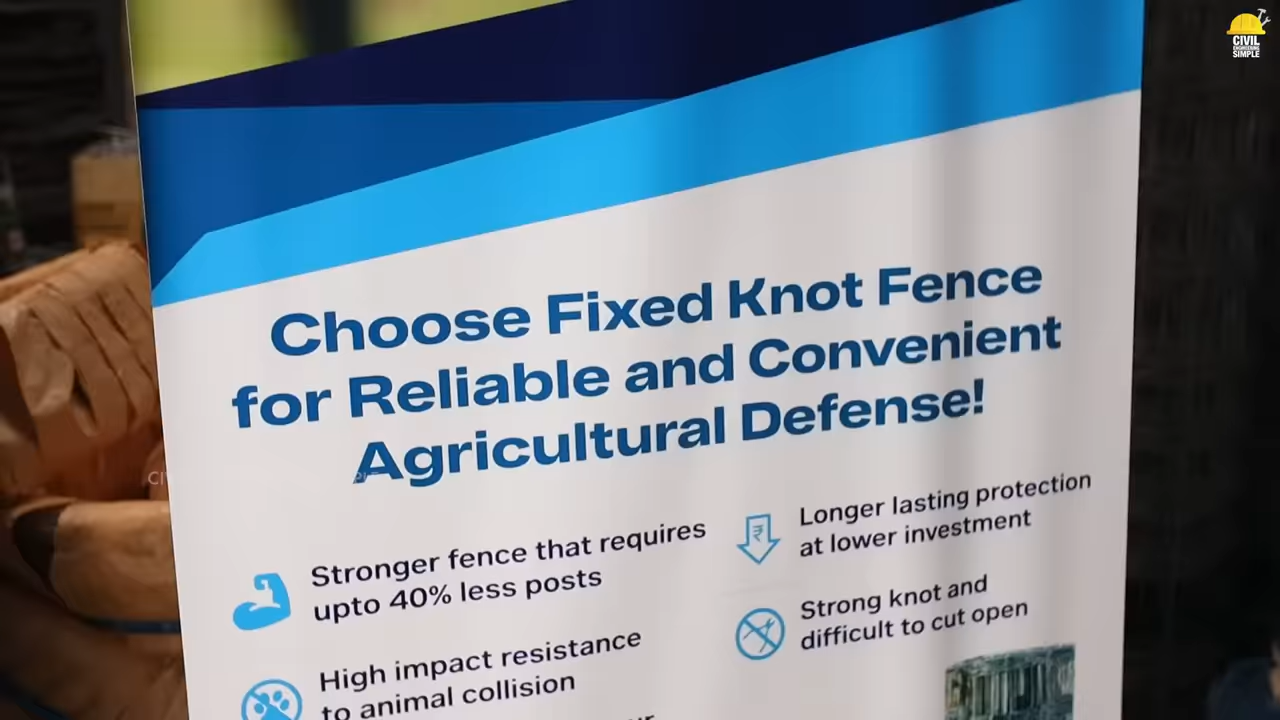 CIVIL
ENGINEERING
SIMPLE
Choose Fixed Knot Fence
for Reliable and Convenient
Agricultural Defense!
Stronger fence that requires
upto 40% less posts
Longer lasting protection
at lower investment
High impact resistance
to animal collision
Strong knot and
difficult to cut open